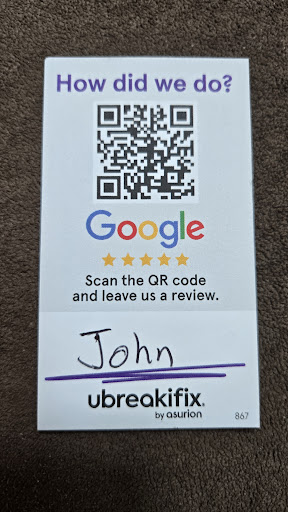 How did we do?
Google
Scan the QR code
and leave us a review.
John
ubreakifix.
by asurion
867